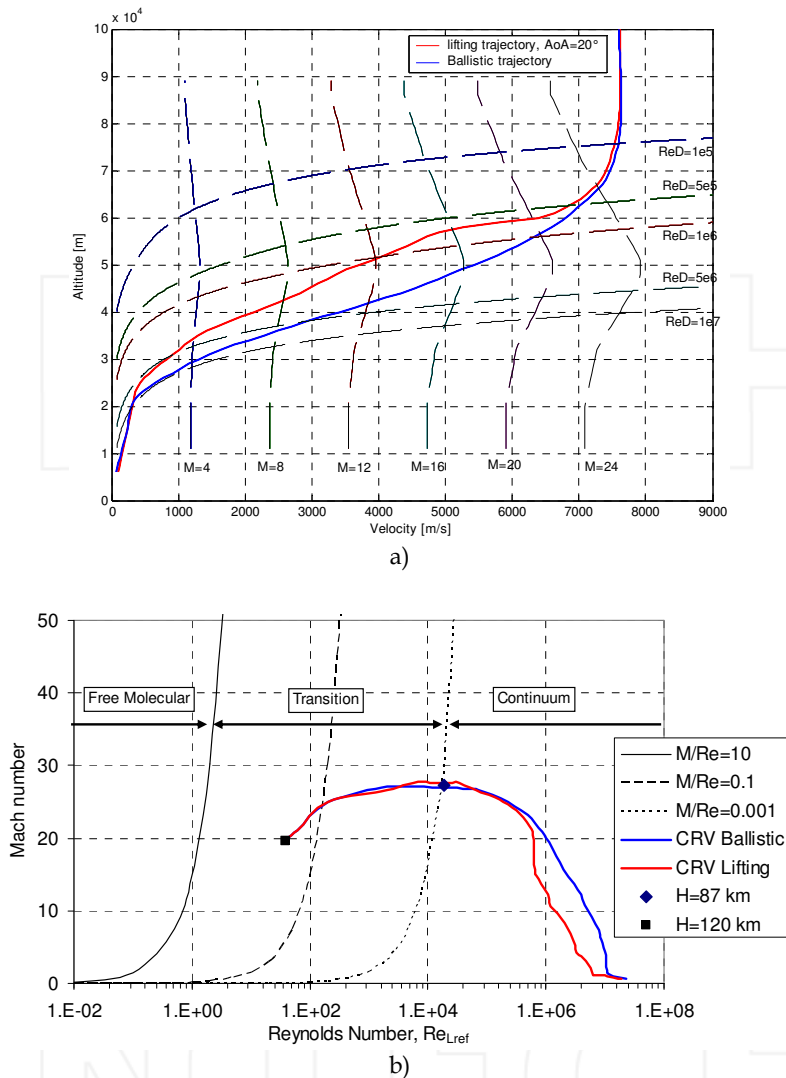 x 10^4
lifting trajectory, AoA=20°
Ballistic trajectory
10
9
8
7
6
5
4
3
2
1
0
Altitude [m]
ReD=1e5
ReD=5e5
ReD=1e6
ReD=5e6
ReD=1e7
M=4
M=8
M=12
M=16
M=20
M=24
0 1000 2000 3000 4000 5000 6000 7000 8000 9000
Velocity [m/s]
a)
50
40
30
20
10
0
Mach number
Free Molecular
Transition
Continuum
M/Re=10
M/Re=0.1
M/Re=0.001
CRV Ballistic
CRV Lifting
H=87 km
H=120 km
1.E-02 1.E+00 1.E+02 1.E+04 1.E+06 1.E+08
Reynolds Number, Re_Lref
b)